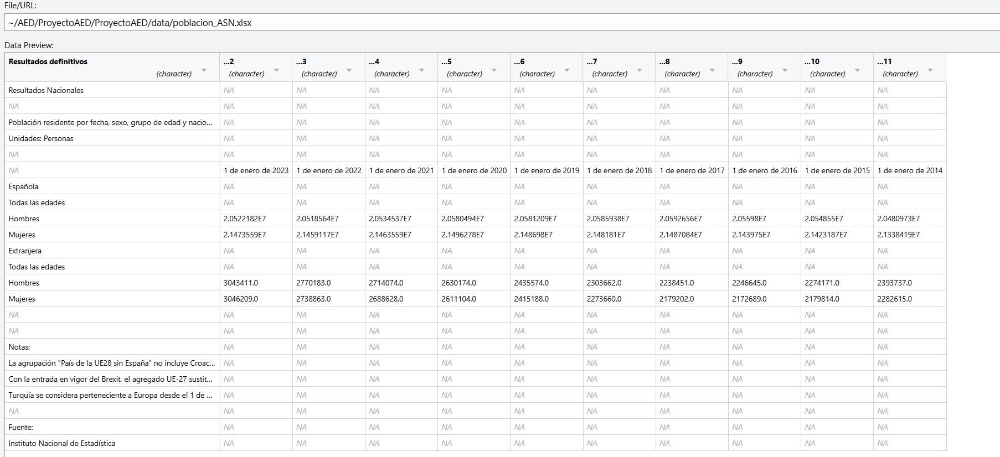 File/URL:
~/AED/ProyectoAED/ProyectoAED/data/poblacion_ASN.xlsx
Data Preview:
Resultados definitivos ...2 ...3 ...4 ...5 ...6 ...7 ...8 ...9 ...10 ...11
(character) (character) (character) (character) (character) (character) (character) (character) (character) (character) (character)
Resultados Nacionales NA NA NA NA NA NA NA NA NA NA
NA NA NA NA NA NA NA NA NA NA NA
Población residente por fecha, sexo, grupo de edad y nacio... NA NA NA NA NA NA NA NA NA NA
Unidades: Personas NA NA NA NA NA NA NA NA NA NA
NA NA NA NA NA NA NA NA NA NA NA
NA 1 de enero de 2023 1 de enero de 2022 1 de enero de 2021 1 de enero de 2020 1 de enero de 2019 1 de enero de 2018 1 de enero de 2017 1 de enero de 2016 1 de enero de 2015 1 de enero de 2014
Española NA NA NA NA NA NA NA NA NA NA
Todas las edades NA NA NA NA NA NA NA NA NA NA
Hombres 2.0522182E7 2.0518564E7 2.0534537E7 2.0580494E7 2.0581209E7 2.0585938E7 2.0592656E7 2.05598E7 2.054855E7 2.0480973E7
Mujeres 2.1473559E7 2.1459117E7 2.1463559E7 2.1496278E7 2.148698E7 2.148181E7 2.1487084E7 2.143975E7 2.1423187E7 2.1338419E7
Extranjera NA NA NA NA NA NA NA NA NA NA
Todas las edades NA NA NA NA NA NA NA NA NA NA
Hombres 3043411.0 2770183.0 2714074.0 2630174.0 2435574.0 2303662.0 2238451.0 2246645.0 2274171.0 2393737.0
Mujeres 3046209.0 2738863.0 2688628.0 2611104.0 2415188.0 2273660.0 2179202.0 2172689.0 2179814.0 2282615.0
NA NA NA NA NA NA NA NA NA NA NA
NA NA NA NA NA NA NA NA NA NA NA
Notas: NA NA NA NA NA NA NA NA NA NA
La agrupación "País de la UE28 sin España" no incluye Croac... NA NA NA NA NA NA NA NA NA NA
Con la entrada en vigor del Brexit, el agregado UE-27 sustit... NA NA NA NA NA NA NA NA NA NA
Turquía se considera perteneciente a Europa desde el 1 de ... NA NA NA NA NA NA NA NA NA NA
NA NA NA NA NA NA NA NA NA NA NA
Fuente: NA NA NA NA NA NA NA NA NA NA
Instituto Nacional de Estadística NA NA NA NA NA NA NA NA NA NA